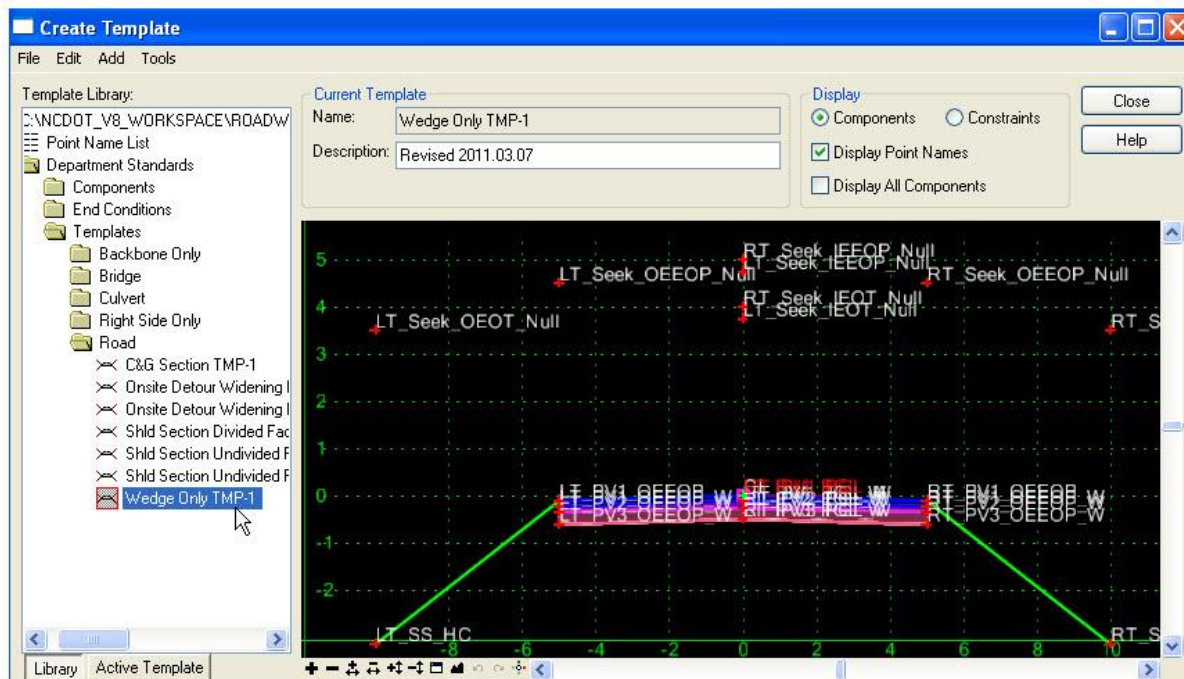 Create Template
File Edit Add Tools
Template Library:
C:\NCDOT_V8_WORKSPACE\ROADW
Point Name List
Department Standards
Components
End Conditions
Templates
Backbone Only
Bridge
Culvert
Right Side Only
Road
C&G Section TMP-1
Onsite Detour Widening
Onsite Detour Widening
Shld Section Divided Fac
Shld Section Undivided F
Shld Section Undivided F
Wedge Only TMP-1
Library Active Template
Current Template
Name: Wedge Only TMP-1
Description: Revised 2011.03.07
Display
Components Constraints
Display Point Names
Display All Components
Close
Help
RT_Seek_IEEOP_Null
LT_Seek_IEEOP_Null
LT_Seek_OEEOP_Null
RT_Seek_OEEOP_Null
RT_Seek_IEOT_Null
LT_Seek_IEOT_Null
LT_Seek_OEOT_Null
RT_S
5
4
3
2
1
0
-1
-2
LT_PV1_OEEOP
LT_PV3_OEEOP_W
RT_PV1_OEEOP_W
RT_PV3_OEEOP_W
LT_SS_HC
RT_S
-8 -6 -4 -2 0 2 4 6 8 10